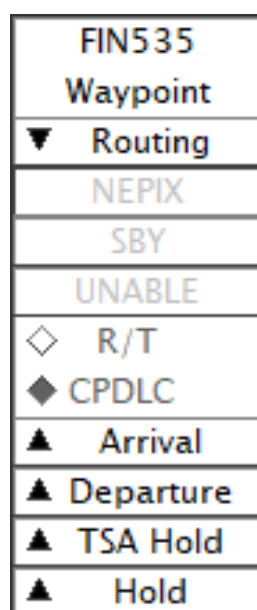 FIN535
Waypoint
Routing
NEPIX
SBY
UNABLE
R/T
CPDLC
Arrival
Departure
TSA Hold
Hold